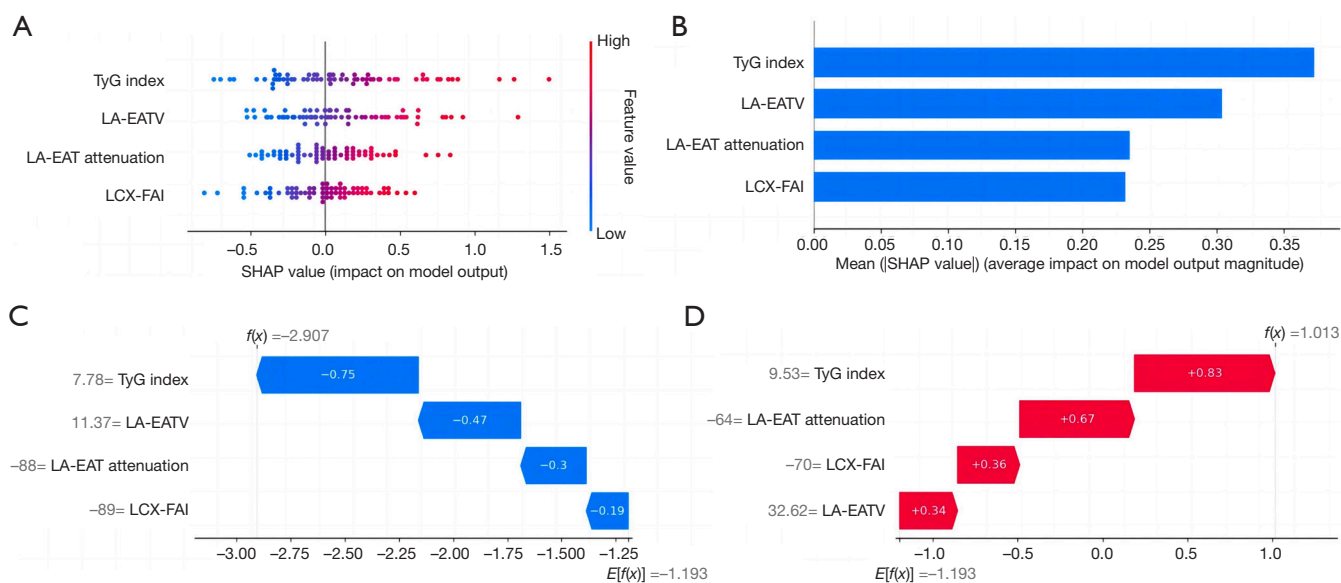 A
High
TyG index
LA-EATV
LA-EAT attenuation
LCX-FAI
Feature value
Low
−0.5 0.0 0.5 1.0 1.5
SHAP value (impact on model output)
B
TyG index
LA-EATV
LA-EAT attenuation
LCX-FAI
0.00 0.05 0.10 0.15 0.20 0.25 0.30 0.35
Mean (|SHAP value|) (average impact on model output magnitude)
C
f(x) =−2.907
7.78= TyG index
−0.75
11.37= LA-EATV
−0.47
−88= LA-EAT attenuation
−0.3
−89= LCX-FAI
−0.19
−3.00 −2.75 −2.50 −2.25 −2.00 −1.75 −1.500 −1.25
E[f(x)] =−1.193
D
f(x) =1.013
9.53= TyG index
+0.83
−64= LA-EAT attenuation
+0.67
−70= LCX-FAI
+0.36
32.62= LA-EATV
+0.34
−1.0 −0.5 0.0 0.5 1.0
E[f(x)] =−1.193